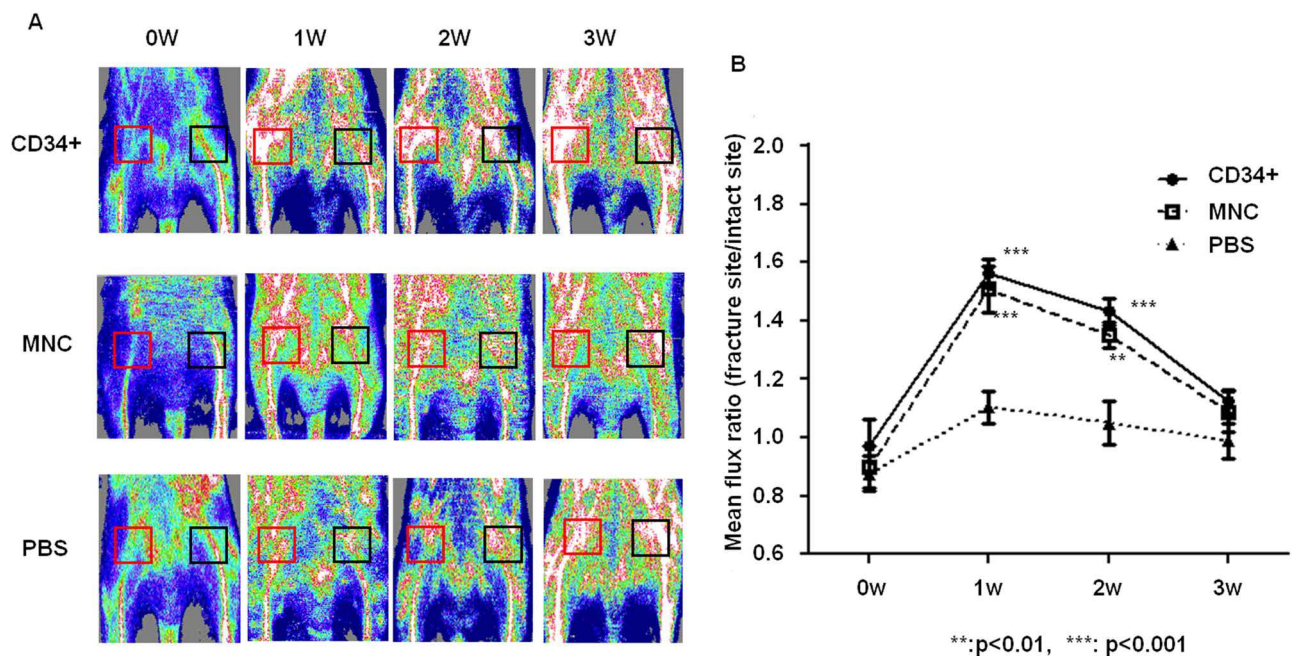 A
0W 1W 2W 3W
CD34+
MNC
PBS
B
Mean flux ratio (fracture site/intact site)
2.0
1.8
1.6
1.4
1.2
1.0
0.8
0.6
***
***
***
**
CD34+
MNC
PBS
0w 1w 2w 3w
**:p<0.01, ***: p<0.001